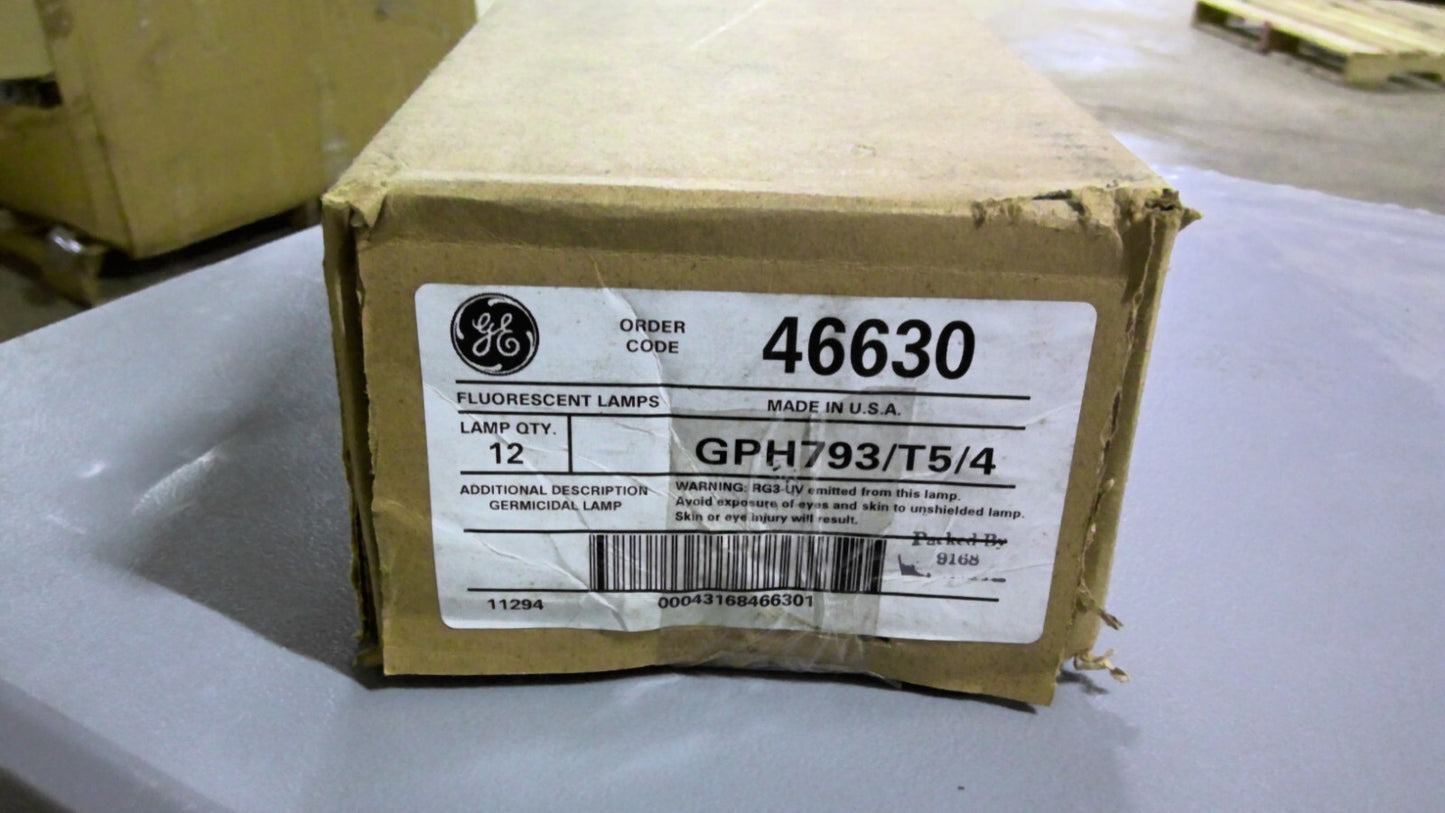 GE
ORDER
CODE
46630
FLUORESCENT LAMPS
MADE IN U.S.A.
LAMP QTY.
12
GPH793/T5/4
ADDITIONAL DESCRIPTION
GERMICIDAL LAMP
WARNING: RG3 UV emitted from this lamp.
Avoid exposure of eyes and skin to unshielded lamp.
Skin or eye injury will result.
Packed By
9168
11294
00043168466301